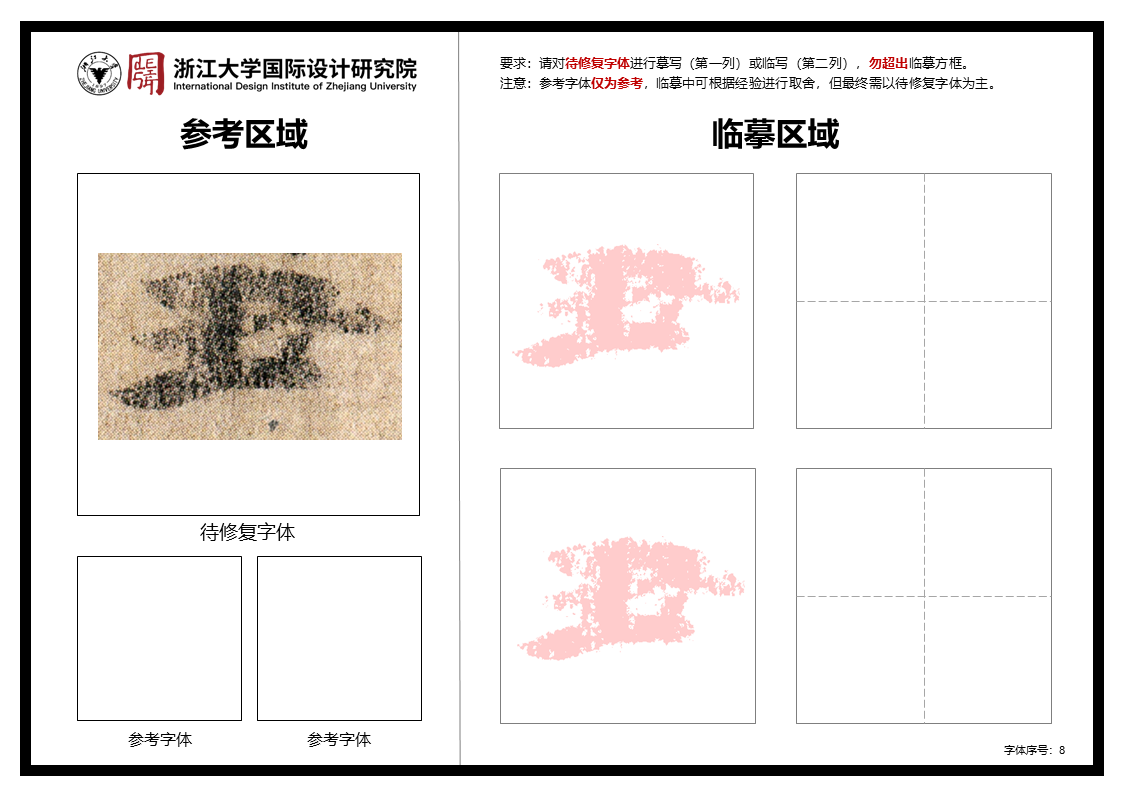 浙江大学国际设计研究院
International Design Institute of Zhejiang University
参考区域
待修复字体
参考字体
参考字体
要求：请对待修复字体进行摹写（第一列）或临写（第二列），勿超出临摹方框。
注意：参考字体仅为参考，临摹中可根据经验进行取舍，但最终需以待修复字体为主。
临摹区域
字体序号：8